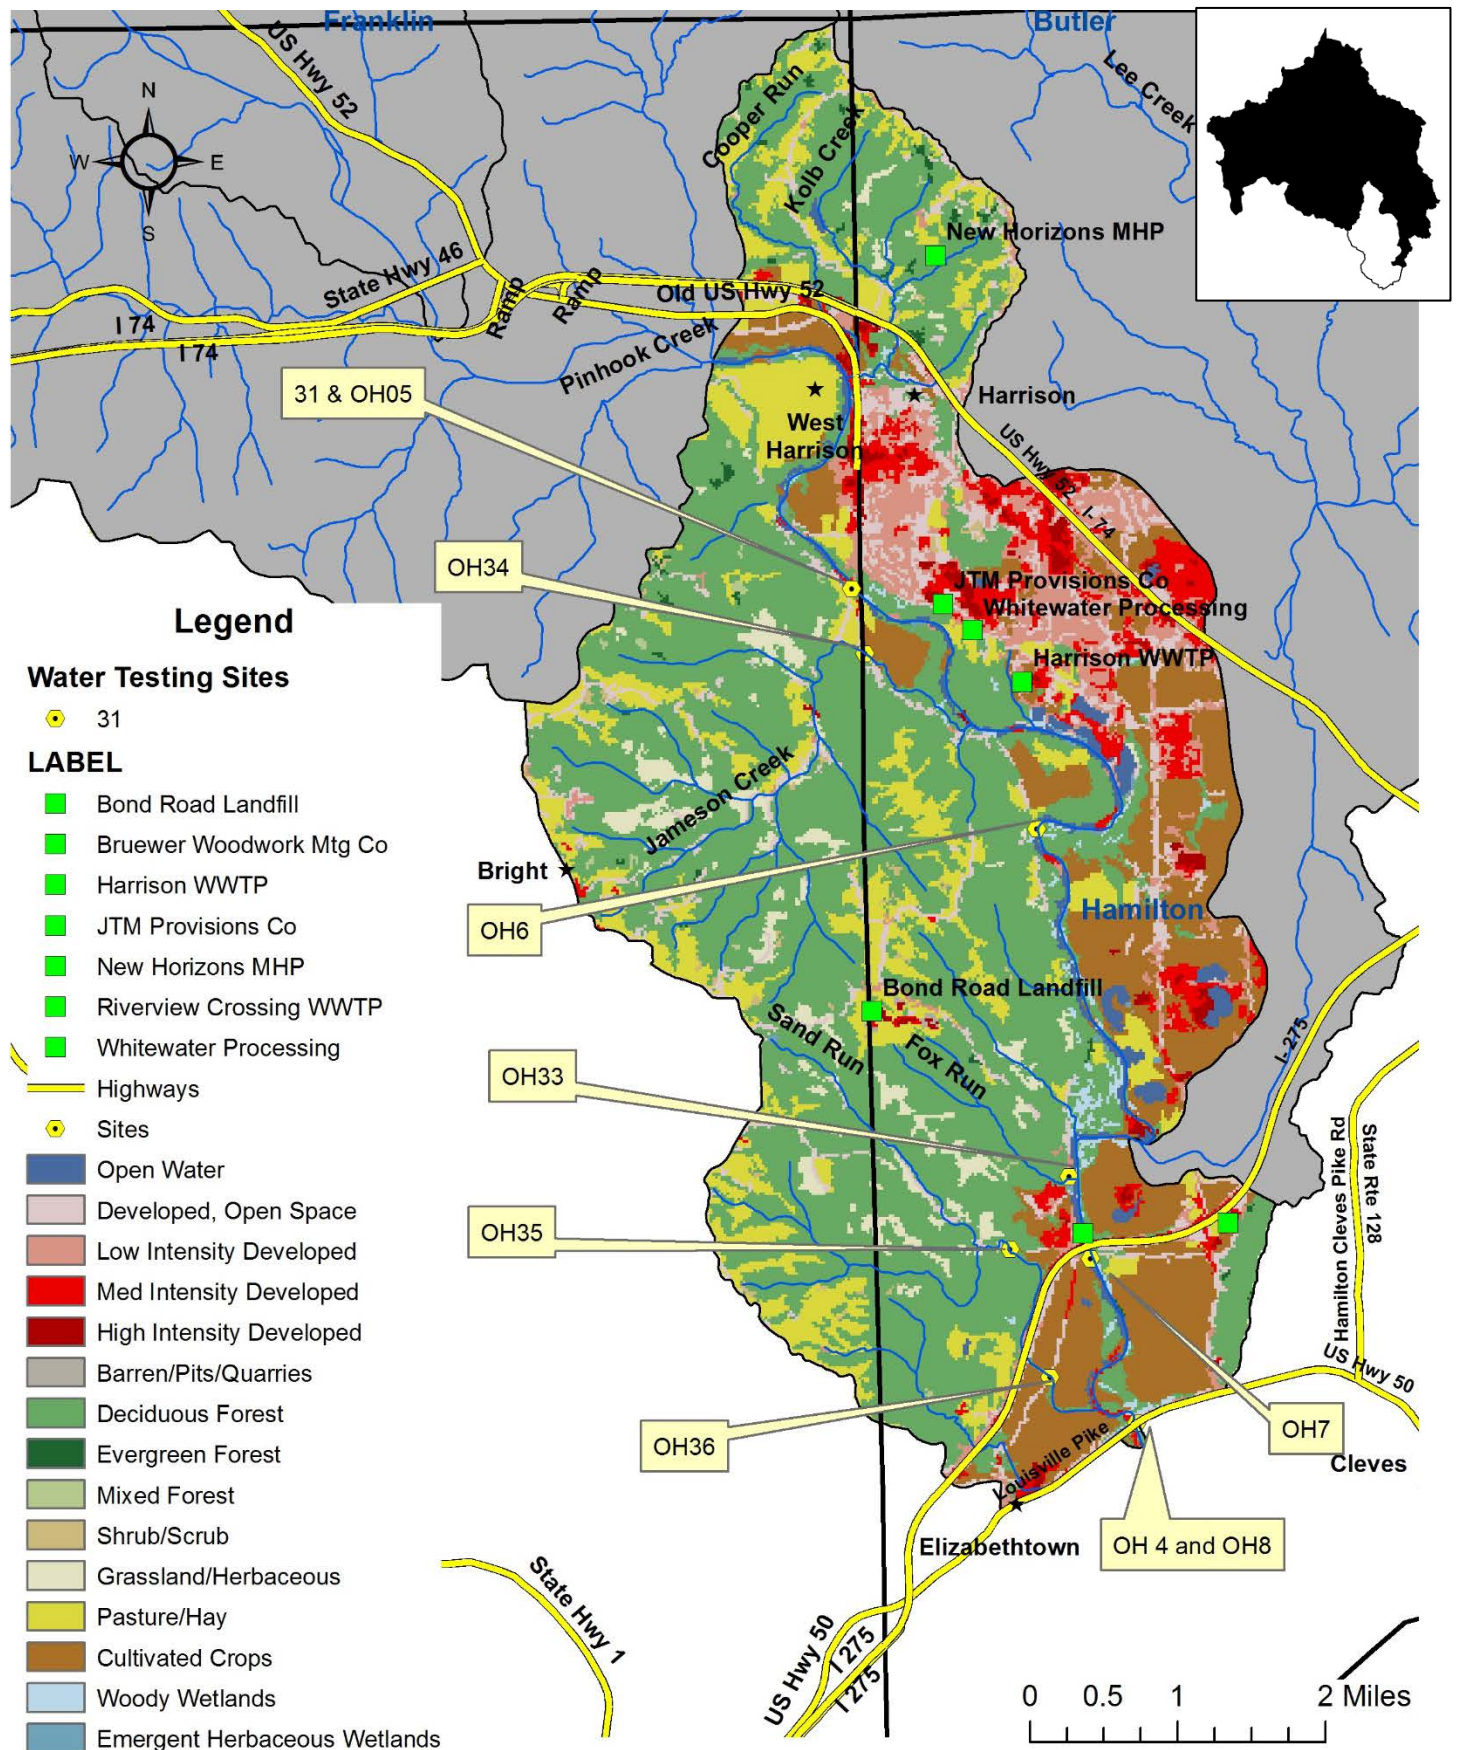 Franklin
Butler
US Hwy 52
Lee Creek
N
W
E
S
Cooper Run
Kolb Creek
New Horizons MHP
State Hwy 46
Ramp
Ramp
Old US Hwy 52
I 74
I 74
Pinhook Creek
31 & OH05
Harrison
West
Harrison
US Hwy 52
I- 74
OH34
JTM Provisions Co
Whitewater Processing
Harrison WWTP
Jameson Creek
Bright
OH6
Hamilton
Bond Road Landfill
Sand Run
Fox Run
I- 275
OH33
Hamilton Cleves Pike Rd
State Rte 128
OH35
US Hwy 50
OH36
OH7
Cleves
Louisville Pike
Elizabethtown
OH 4 and OH8
State Hwy 1
US Hwy 50
I 275
I 275
0 0.5 1 2 Miles
Legend
Water Testing Sites
31
LABEL
Bond Road Landfill
Bruewer Woodwork Mtg Co
Harrison WWTP
JTM Provisions Co
New Horizons MHP
Riverview Crossing WWTP
Whitewater Processing
Highways
Sites
Open Water
Developed, Open Space
Low Intensity Developed
Med Intensity Developed
High Intensity Developed
Barren/Pits/Quarries
Deciduous Forest
Evergreen Forest
Mixed Forest
Shrub/Scrub
Grassland/Herbaceous
Pasture/Hay
Cultivated Crops
Woody Wetlands
Emergent Herbaceous Wetlands